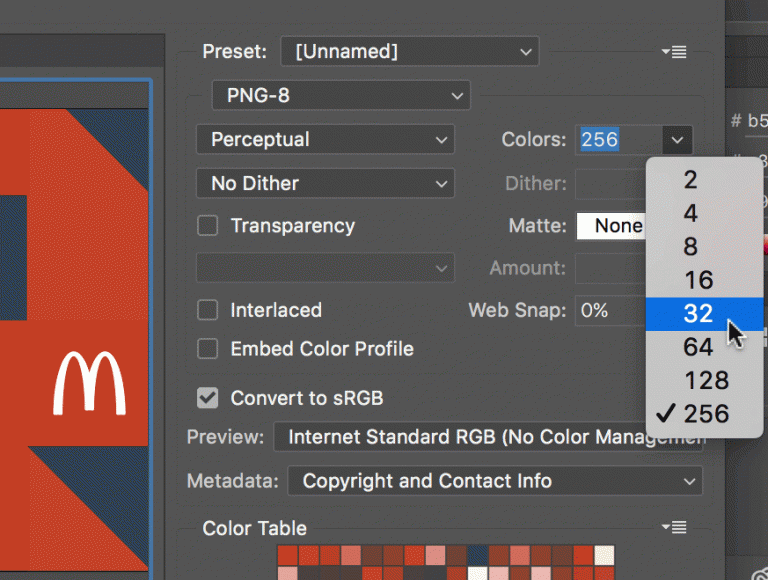 Preset: [Unnamed]
PNG-8
Perceptual Colors: 256
# b5
No Dither Dither:
Transparency Matte: None
Amount:
Interlaced Web Snap: 0%
Embed Color Profile
Convert to sRGB
Preview: Internet Standard RGB (No Color Managemen
Metadata: Copyright and Contact Info
Color Table
2
4
8
16
32
64
128
256